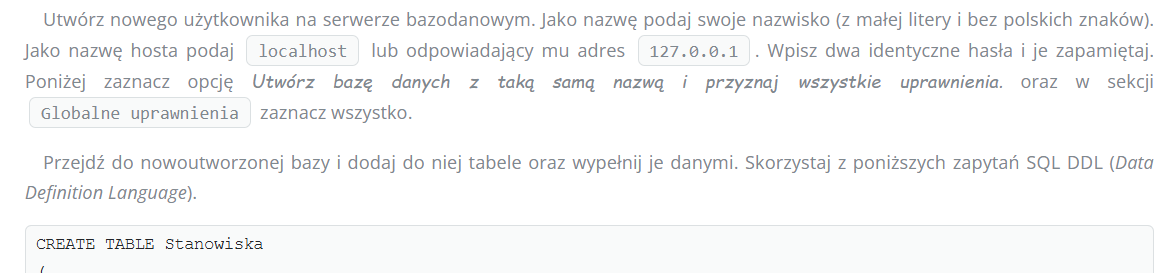 Utwórz nowego użytkownika na serwerze bazodanowym. Jako nazwę podaj swoje nazwisko (z małej litery i bez polskich znaków).
Jako nazwę hosta podaj localhost lub odpowiadający mu adres 127.0.0.1 . Wpisz dwa identyczne hasła i je zapamiętaj.
Poniżej zaznacz opcję Utwórz bazę danych z taką samą nazwą i przyznaj wszystkie uprawnienia. oraz w sekcji
Globalne uprawnienia zaznacz wszystko.
Przejdź do nowoutworzonej bazy i dodaj do niej tabele oraz wypełnij je danymi. Skorzystaj z poniższych zapytań SQL DDL (Data
Definition Language).
CREATE TABLE Stanowiska
(